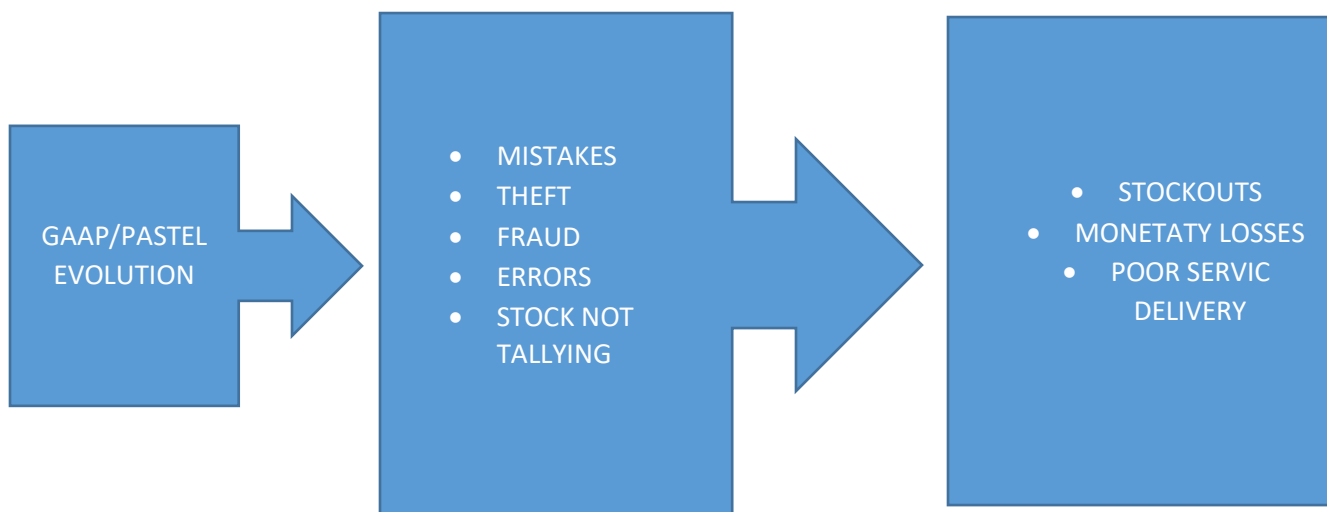 GAAP/PASTEL
EVOLUTION
• MISTAKES
• THEFT
• FRAUD
• ERRORS
• STOCK NOT
TALLYING
• STOCKOUTS
• MONETATY LOSSES
• POOR SERVIC
DELIVERY